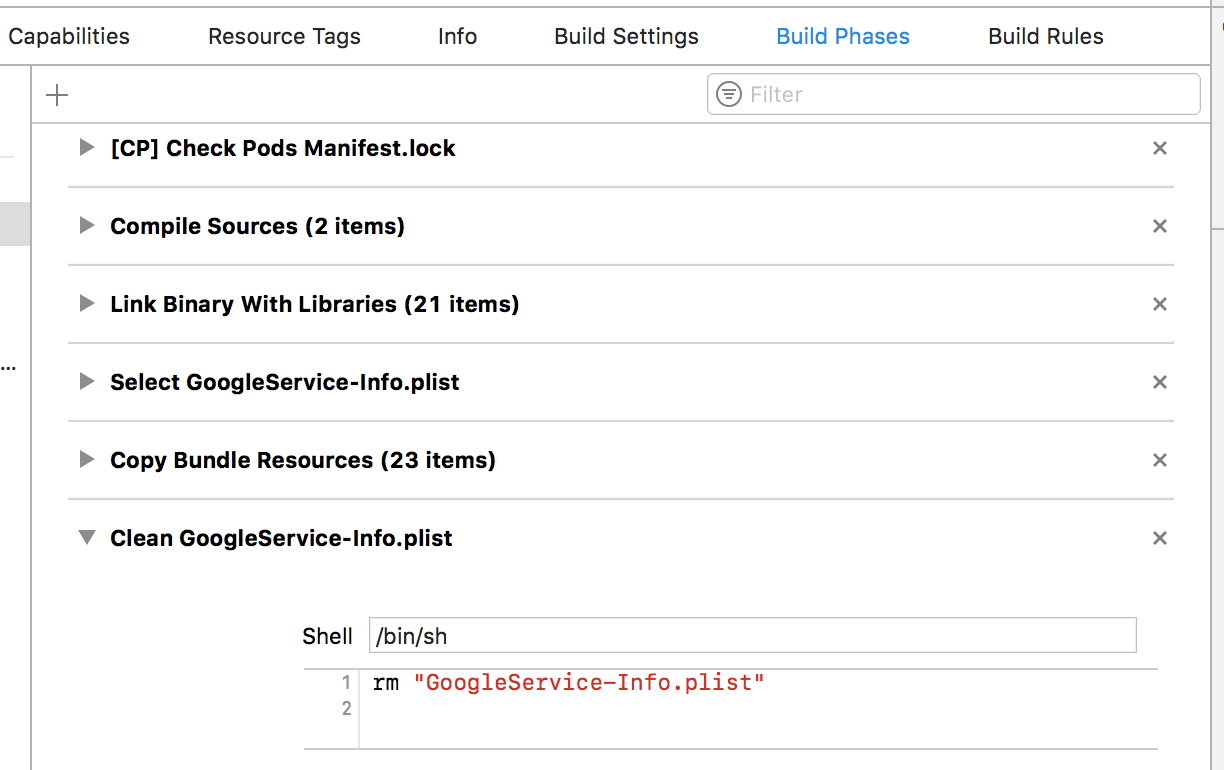 Capabilities Resource Tags Info Build Settings Build Phases Build Rules
Filter
[CP] Check Pods Manifest.lock
Compile Sources (2 items)
Link Binary With Libraries (21 items)
...
Select GoogleService-Info.plist
Copy Bundle Resources (23 items)
Clean GoogleService-Info.plist
Shell /bin/sh
1 rm "GoogleService-Info.plist"
2